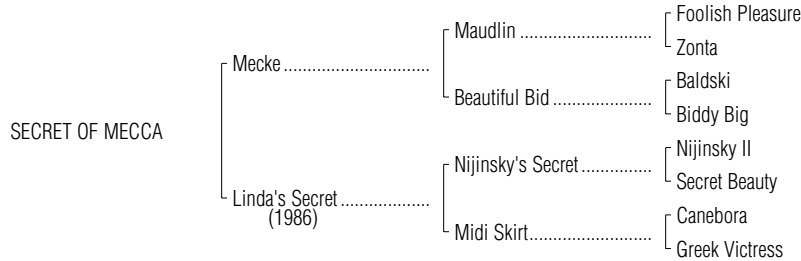 Foolish Pleasure
Maudlin ..............................
Zonta
Mecke ..................................
Baldski
Beautiful Bid ......................
Biddy Big
SECRET OF MECCA
Nijinsky II
Nijinsky's Secret ................
Secret Beauty
Linda's Secret ....................
(1986)
Canebora
Midi Skirt............................
Greek Victress